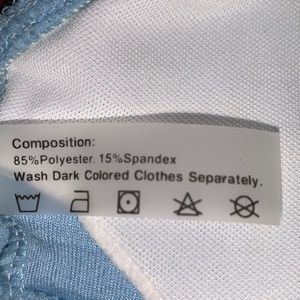 Composition:
85%Polyester. 15%Spandex
Wash Dark Colored Clothes Separately.